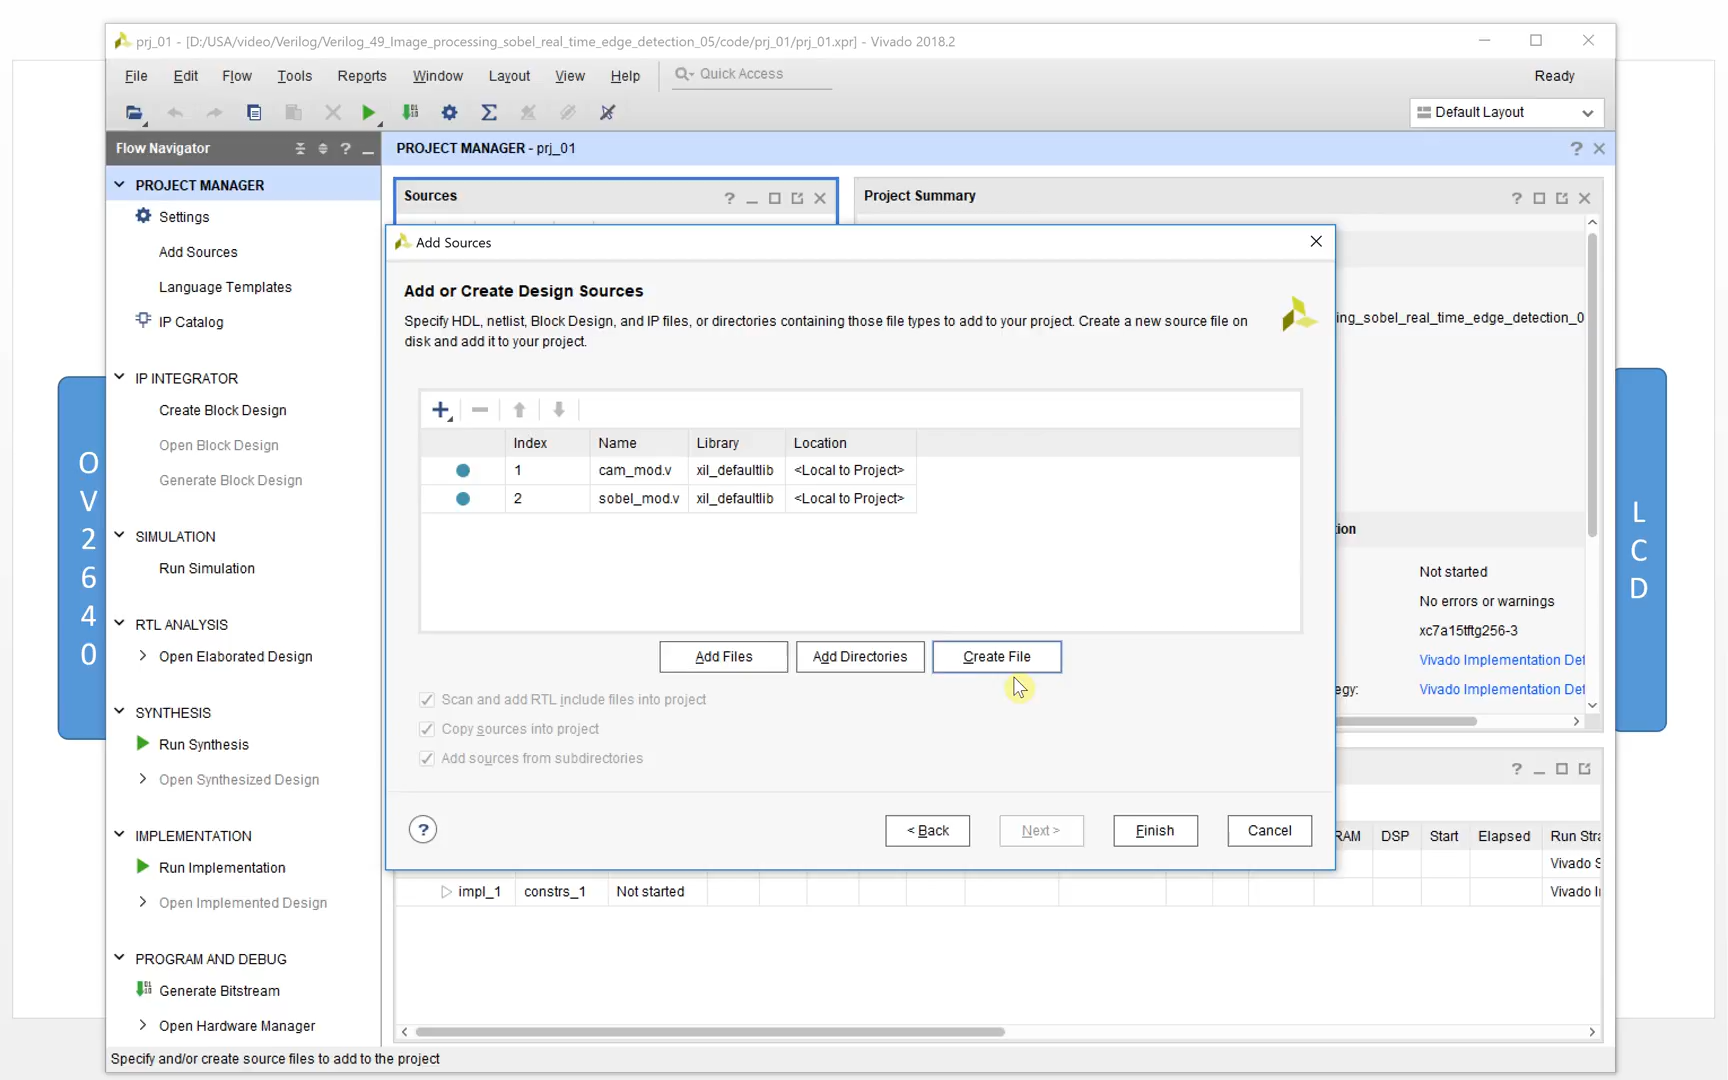 prj_01 - [D:/USA/video/Verilog/Verilog_49_Image_processing_sobel_real_time_edge_detection_05/code/prj_01/prj_01.xpr] - Vivado 2018.2
File Edit Flow Tools Reports Window Layout View Help Quick Access Ready
Default Layout
Flow Navigator ? _
PROJECT MANAGER - prj_01 ?
PROJECT MANAGER
Settings
Add Sources
Language Templates
IP Catalog
IP INTEGRATOR
Create Block Design
Open Block Design
Generate Block Design
SIMULATION
Run Simulation
RTL ANALYSIS
Open Elaborated Design
SYNTHESIS
Run Synthesis
Open Synthesized Design
IMPLEMENTATION
Run Implementation
Open Implemented Design
PROGRAM AND DEBUG
Generate Bitstream
Open Hardware Manager
Specify and/or create source files to add to the project
Sources ?
Project Summary ?
Add Sources
Add or Create Design Sources
Specify HDL, netlist, Block Design, and IP files, or directories containing those file types to add to your project. Create a new source file on
disk and add it to your project.
Index Name Library Location
1 cam_mod.v xil_defaultlib <Local to Project>
2 sobel_mod.v xil_defaultlib <Local to Project>
Add Files Add Directories Create File
Scan and add RTL include files into project
Copy sources into project
Add sources from subdirectories
? < Back Next > Finish Cancel
ing_sobel_real_time_edge_detection_0
tion
Not started
No errors or warnings
xc7a15tftg256-3
Vivado Implementation Def
egy: Vivado Implementation Def
?
RAM DSP Start Elapsed Run Stra
Vivado S
impl_1 constrs_1 Not started Vivado I
O
V
2
6
4
0
L
C
D